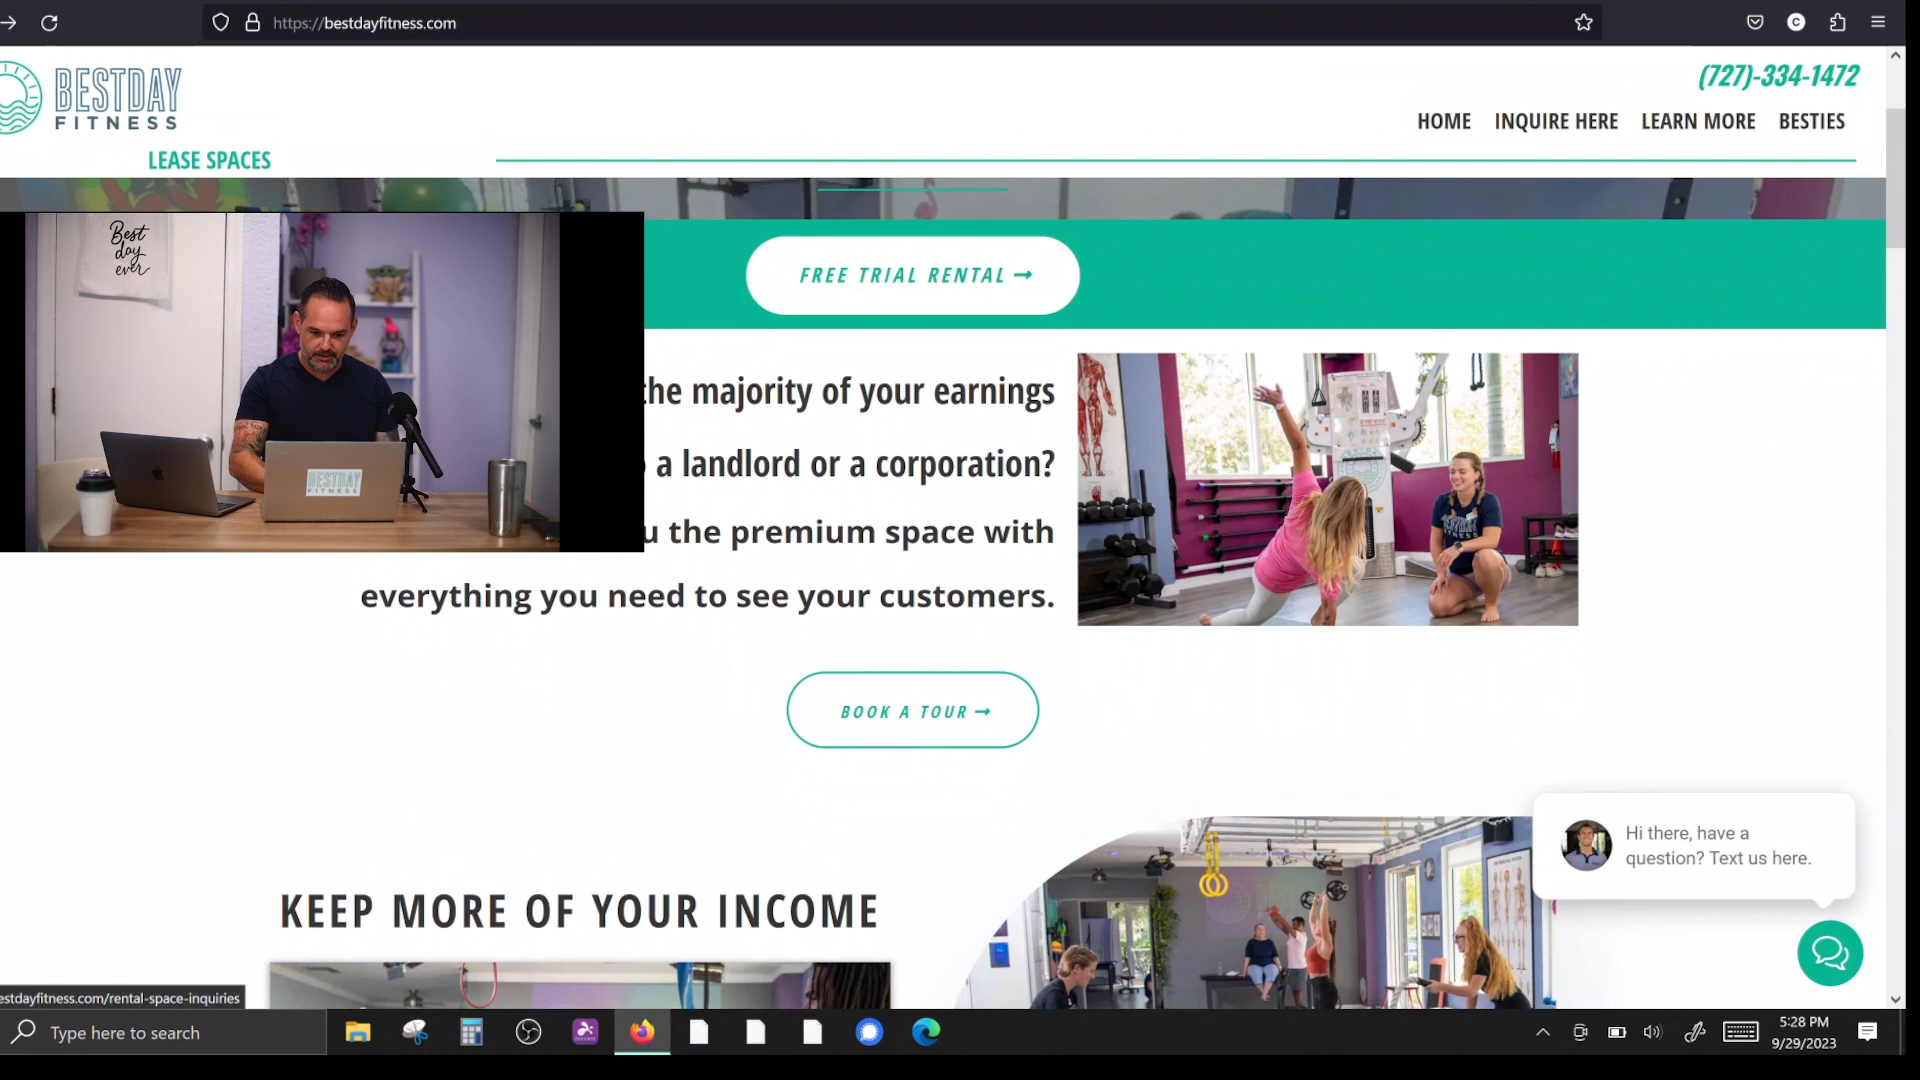 https://bestdayfitness.com
BESTDAY
FITNESS
(727)-334-1472
HOME INQUIRE HERE LEARN MORE BESTIES
LEASE SPACES
Best
day
ever
FREE TRIAL RENTAL →
the majority of your earnings
a landlord or a corporation?
u the premium space with
everything you need to see your customers.
BESTDAY
FITNESS
BOOK A TOUR →
Hi there, have a
question? Text us here.
KEEP MORE OF YOUR INCOME
estdayfitness.com/rental-space-inquiries
Type here to search
5:28 PM
9/29/2023